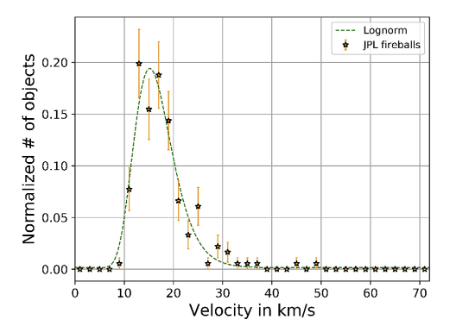 Lognorm
JPL fireballs
Normalized # of objects
0.20
0.15
0.10
0.05
0.00
0 10 20 30 40 50 60 70
Velocity in km/s